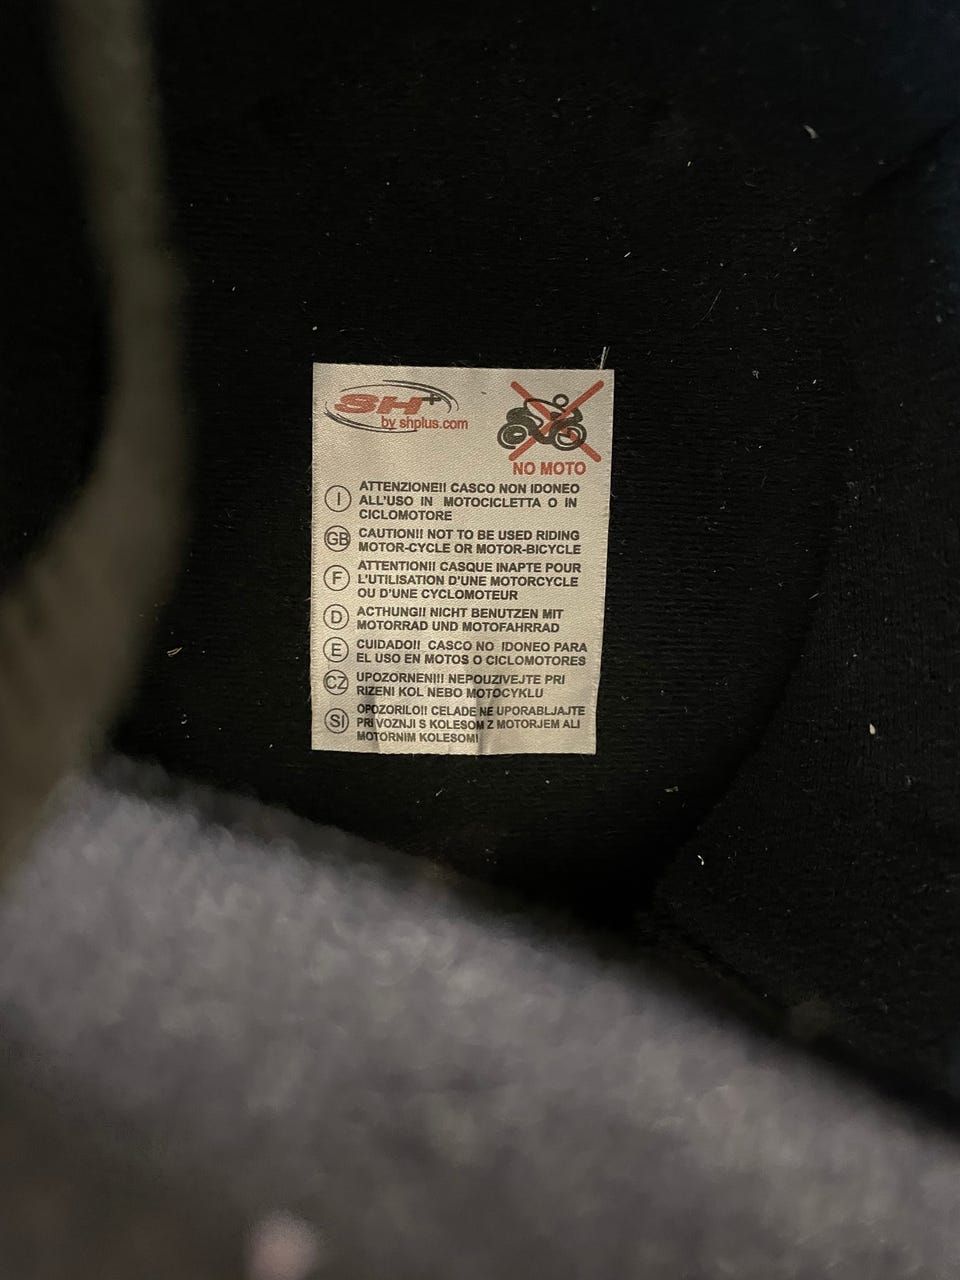 SH+
by shplus.com
NO MOTO
I
ATTENZIONE!! CASCO NON IDONEO
ALL'USO IN MOTOCICLETTA O IN
CICLOMOTORE
GB
CAUTION!! NOT TO BE USED RIDING
MOTOR-CYCLE OR MOTOR-BICYCLE
F
ATTENTION!! CASQUE INAPTE POUR
L'UTILISATION D'UNE MOTORCYCLE
OU D'UNE CYCLOMOTEUR
D
ACTHUNG!! NICHT BENUTZEN MIT
MOTORRAD UND MOTOFAHRRAD
E
CUIDADO!! CASCO NO IDONEO PARA
EL USO EN MOTOS O CICLOMOTORES
CZ
UPOZORNENI!! NEPOUZIVEJTE PRI
RIZENI KOL NEBO MOTOCYKLU
SI
OPOZORILO!! CELADE NE UPORABLJAJTE
PRI VOZNJI S KOLESOM Z MOTORJEM ALI
MOTORNIM KOLESOM!